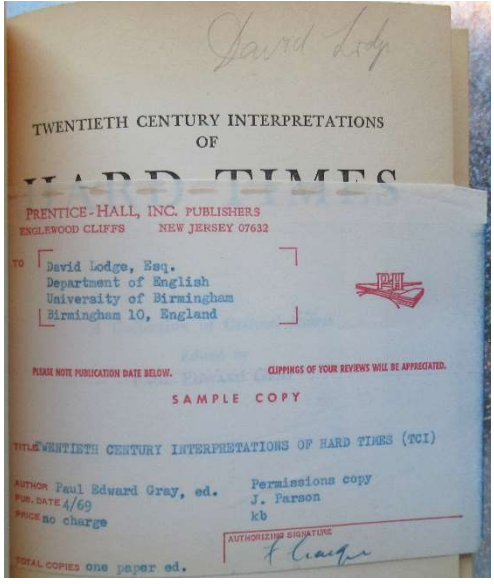 David Lodge
TWENTIETH CENTURY INTERPRETATIONS
OF
HARD TIMES
PRENTICE-HALL, INC. PUBLISHERS
ENGLEWOOD CLIFFS NEW JERSEY 07632
TO
David Lodge, Esq.
Department of English
University of Birmingham
Birmingham 10, England
PLEASE NOTE PUBLICATION DATE BELOW. CLIPPINGS OF YOUR REVIEWS WILL BE APPRECIATED.
SAMPLE COPY
TITLE TWENTIETH CENTURY INTERPRETATIONS OF HARD TIMES (TCI)
AUTHOR Paul Edward Gray, ed. Permissions copy
PUB. DATE 4/69 J. Parson
PRICE no charge kb
AUTHORIZING SIGNATURE
TOTAL COPIES one paper ed.